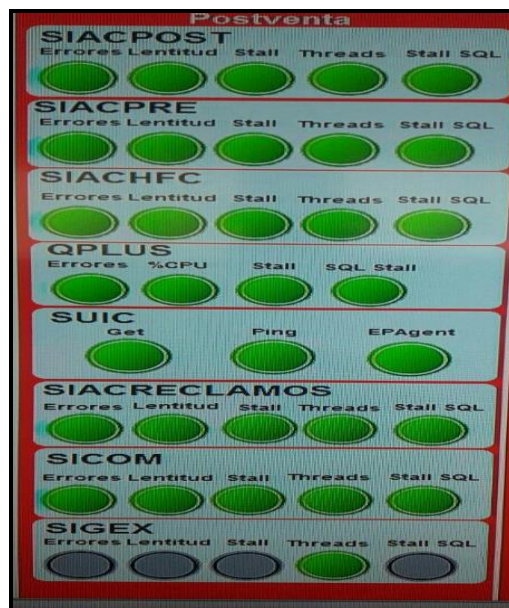 Postventa
SIACPOST
Errores Lentitud Stall Threads Stall SQL
SIACPRE
Errores Lentitud Stall Threads Stall SQL
SIACHFC
Errores Lentitud Stall Threads Stall SQL
QPLUS
Errores %CPU Stall SQL Stall
SUIC
Get Ping EPAgent
SIACRECLAMOS
Errores Lentitud Stall Threads Stall SQL
SICOM
Errores Lentitud Stall Threads Stall SQL
SIGEX
Errores Lentitud Stall Threads Stall SQL